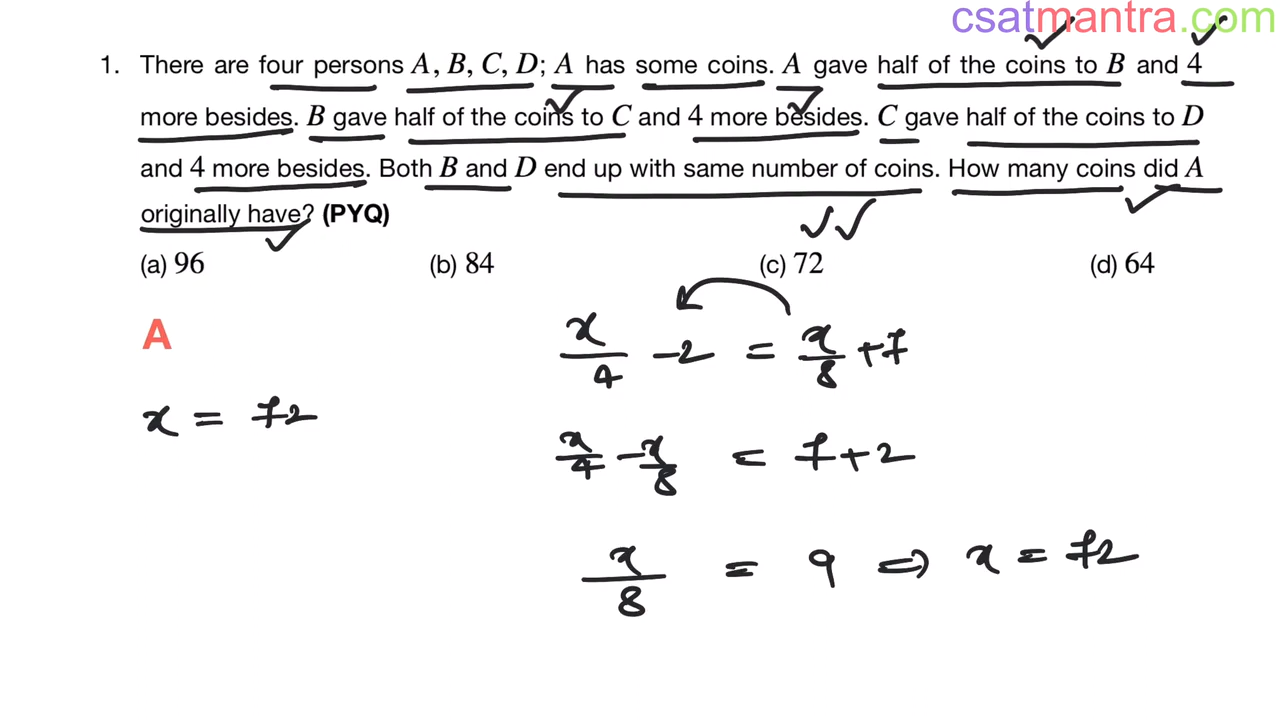 csatmantra.com
1. There are four persons A, B, C, D; A has some coins. A gave half of the coins to B and 4
more besides. B gave half of the coins to C and 4 more besides. C gave half of the coins to D
and 4 more besides. Both B and D end up with same number of coins. How many coins did A
originally have? (PYQ)
(a) 96 (b) 84 (c) 72 (d) 64
A
x/4 - 2 = x/8 + 7
x = 72
x/4 - x/8 = 7 + 2
x/8 = 9 ⇒ x = 72